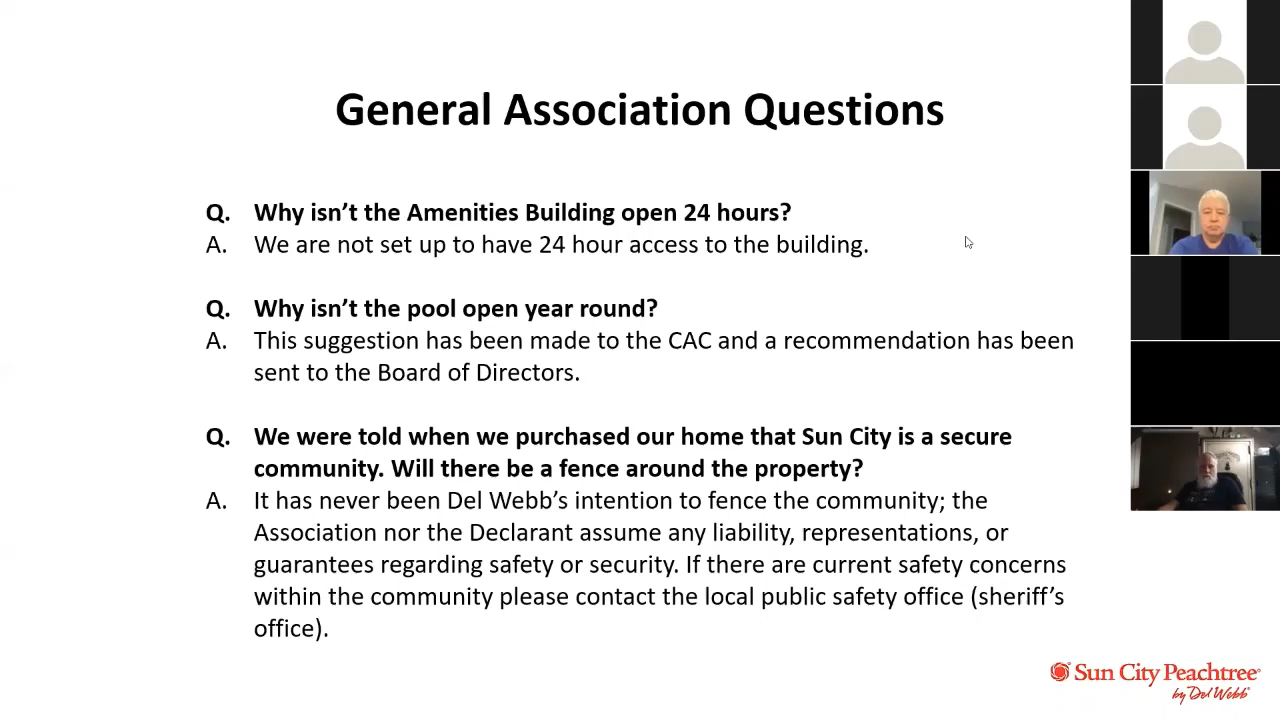 General Association Questions
Q. Why isn’t the Amenities Building open 24 hours?
A. We are not set up to have 24 hour access to the building.
Q. Why isn’t the pool open year round?
A. This suggestion has been made to the CAC and a recommendation has been
sent to the Board of Directors.
Q. We were told when we purchased our home that Sun City is a secure
community. Will there be a fence around the property?
A. It has never been Del Webb’s intention to fence the community; the
Association nor the Declarant assume any liability, representations, or
guarantees regarding safety or security. If there are current safety concerns
within the community please contact the local public safety office (sheriff’s
office).
Sun City Peachtree
by Del Webb